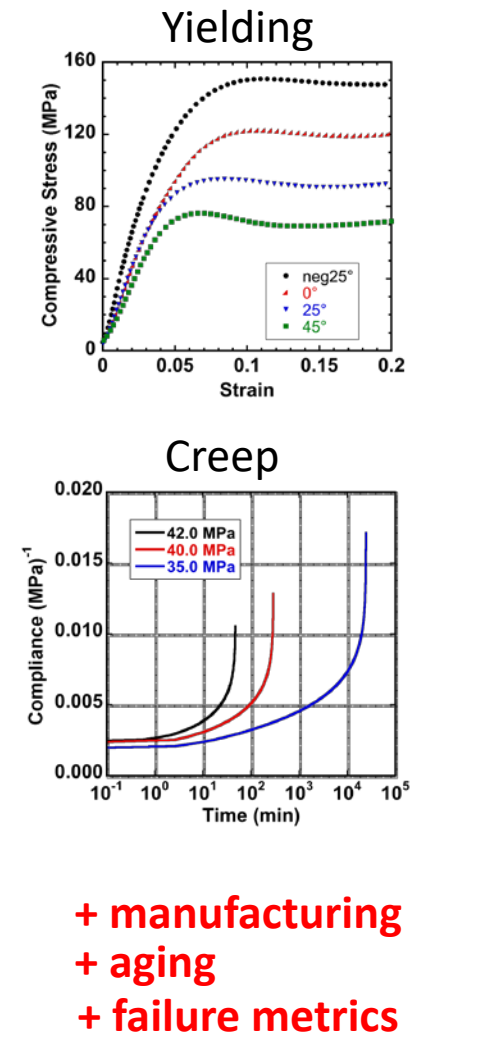 Yielding
160
120
80
40
0
Compressive Stress (MPa)
neg25°
0°
25°
45°
0 0.05 0.1 0.15 0.2
Strain
Creep
0.020
0.015
0.010
0.005
0.000
Compliance (MPa)⁻¹
42.0 MPa
40.0 MPa
35.0 MPa
10⁻¹ 10⁰ 10¹ 10² 10³ 10⁴ 10⁵
Time (min)
+ manufacturing
+ aging
+ failure metrics